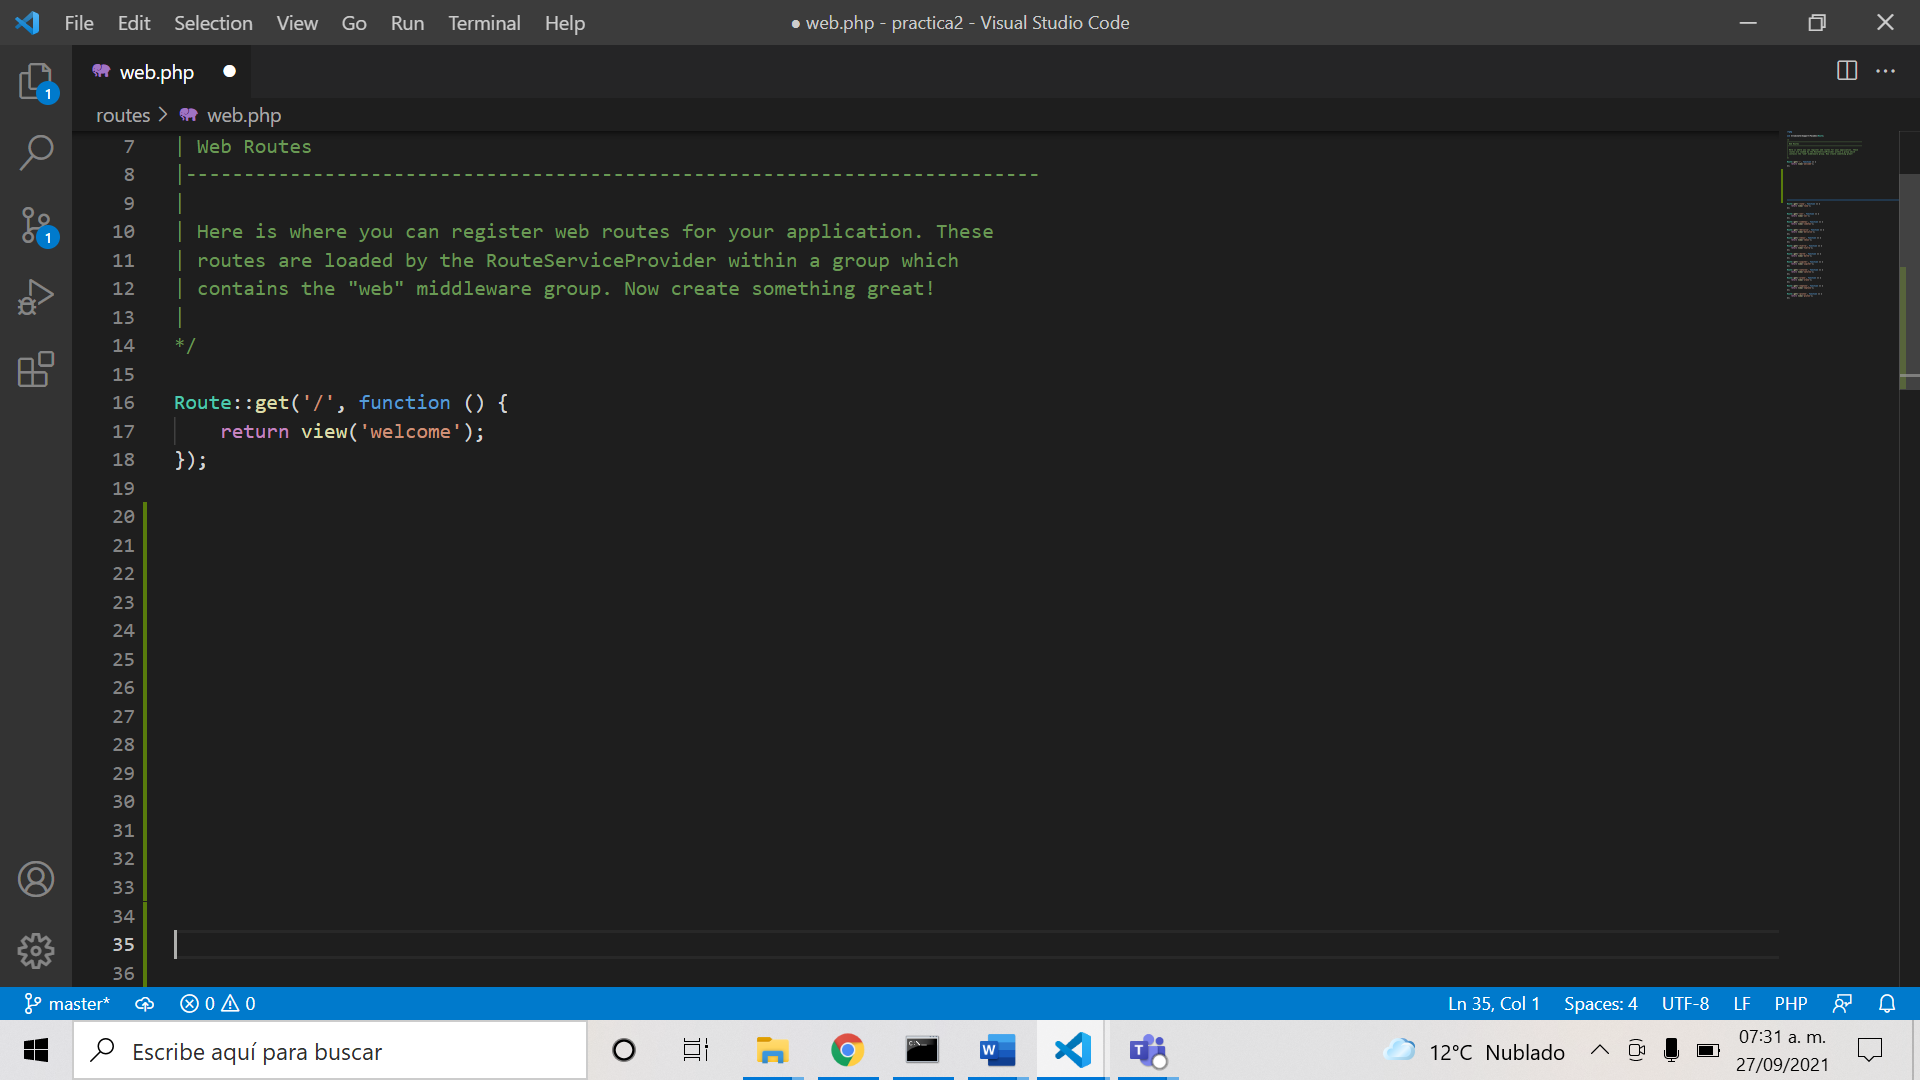 File Edit Selection View Go Run Terminal Help
● web.php - practica2 - Visual Studio Code
web.php
routes > web.php
7 | Web Routes
8 |--------------------------------------------------------------------------
9 |
10 | Here is where you can register web routes for your application. These
11 | routes are loaded by the RouteServiceProvider within a group which
12 | contains the "web" middleware group. Now create something great!
13 |
14 */
15
16 Route::get('/', function () {
17     return view('welcome');
18 });
19
20
21
22
23
24
25
26
27
28
29
30
31
32
33
34
35
36
1
1
master* 0 0 Ln 35, Col 1 Spaces: 4 UTF-8 LF PHP
Escribe aquí para buscar
12°C Nublado
07:31 a. m.
27/09/2021